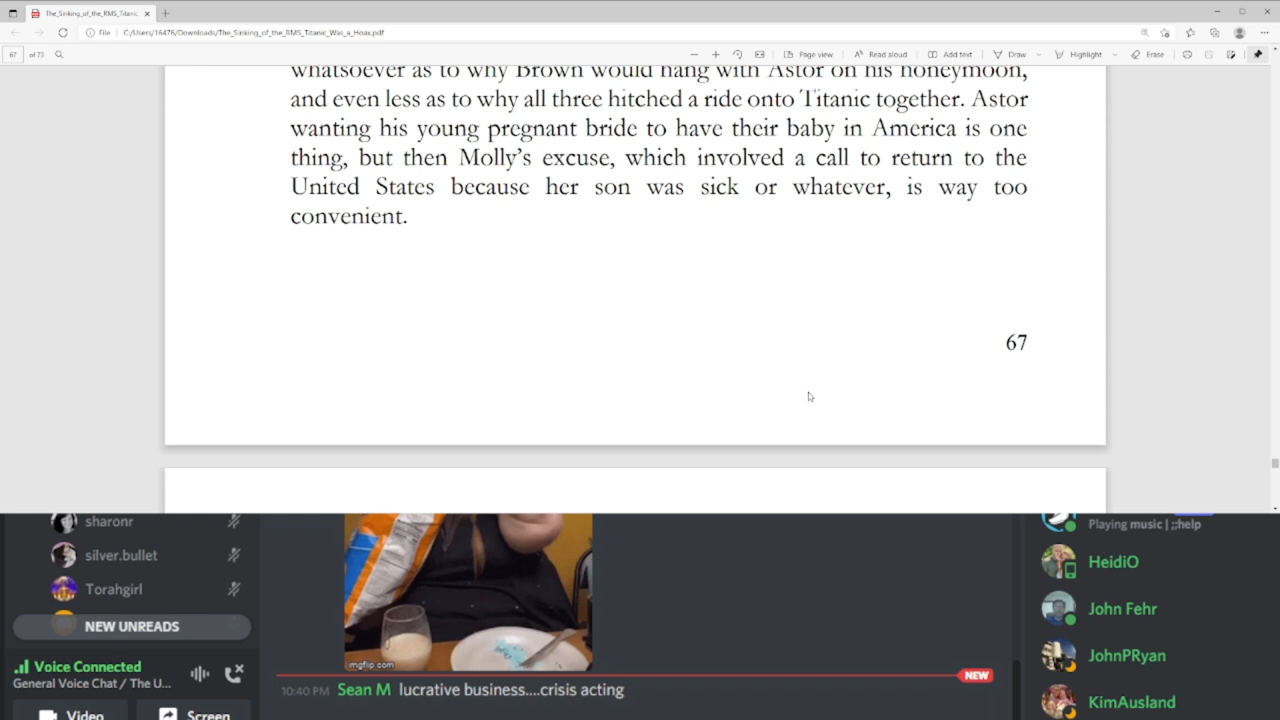 The_Sinking_of_the_RMS_Titanic
File C:/Users/16476/Downloads/The_Sinking_of_the_RMS_Titanic_Was_a_Hoax.pdf
67 of 73 Page view Read aloud Add text Draw Highlight Erase
whatsoever as to why Brown would hang with Astor on his honeymoon,
and even less as to why all three hitched a ride onto Titanic together. Astor
wanting his young pregnant bride to have their baby in America is one
thing, but then Molly's excuse, which involved a call to return to the
United States because her son was sick or whatever, is way too
convenient.
67
sharonr
silver.bullet
Torahgirl
NEW UNREADS
Voice Connected
General Voice Chat / The U...
Video Screen
imgflip.com
NEW
10:40 PM Sean M lucrative business....crisis acting
Playing music | ;;help
HeidiO
John Fehr
JohnPRyan
KimAusland